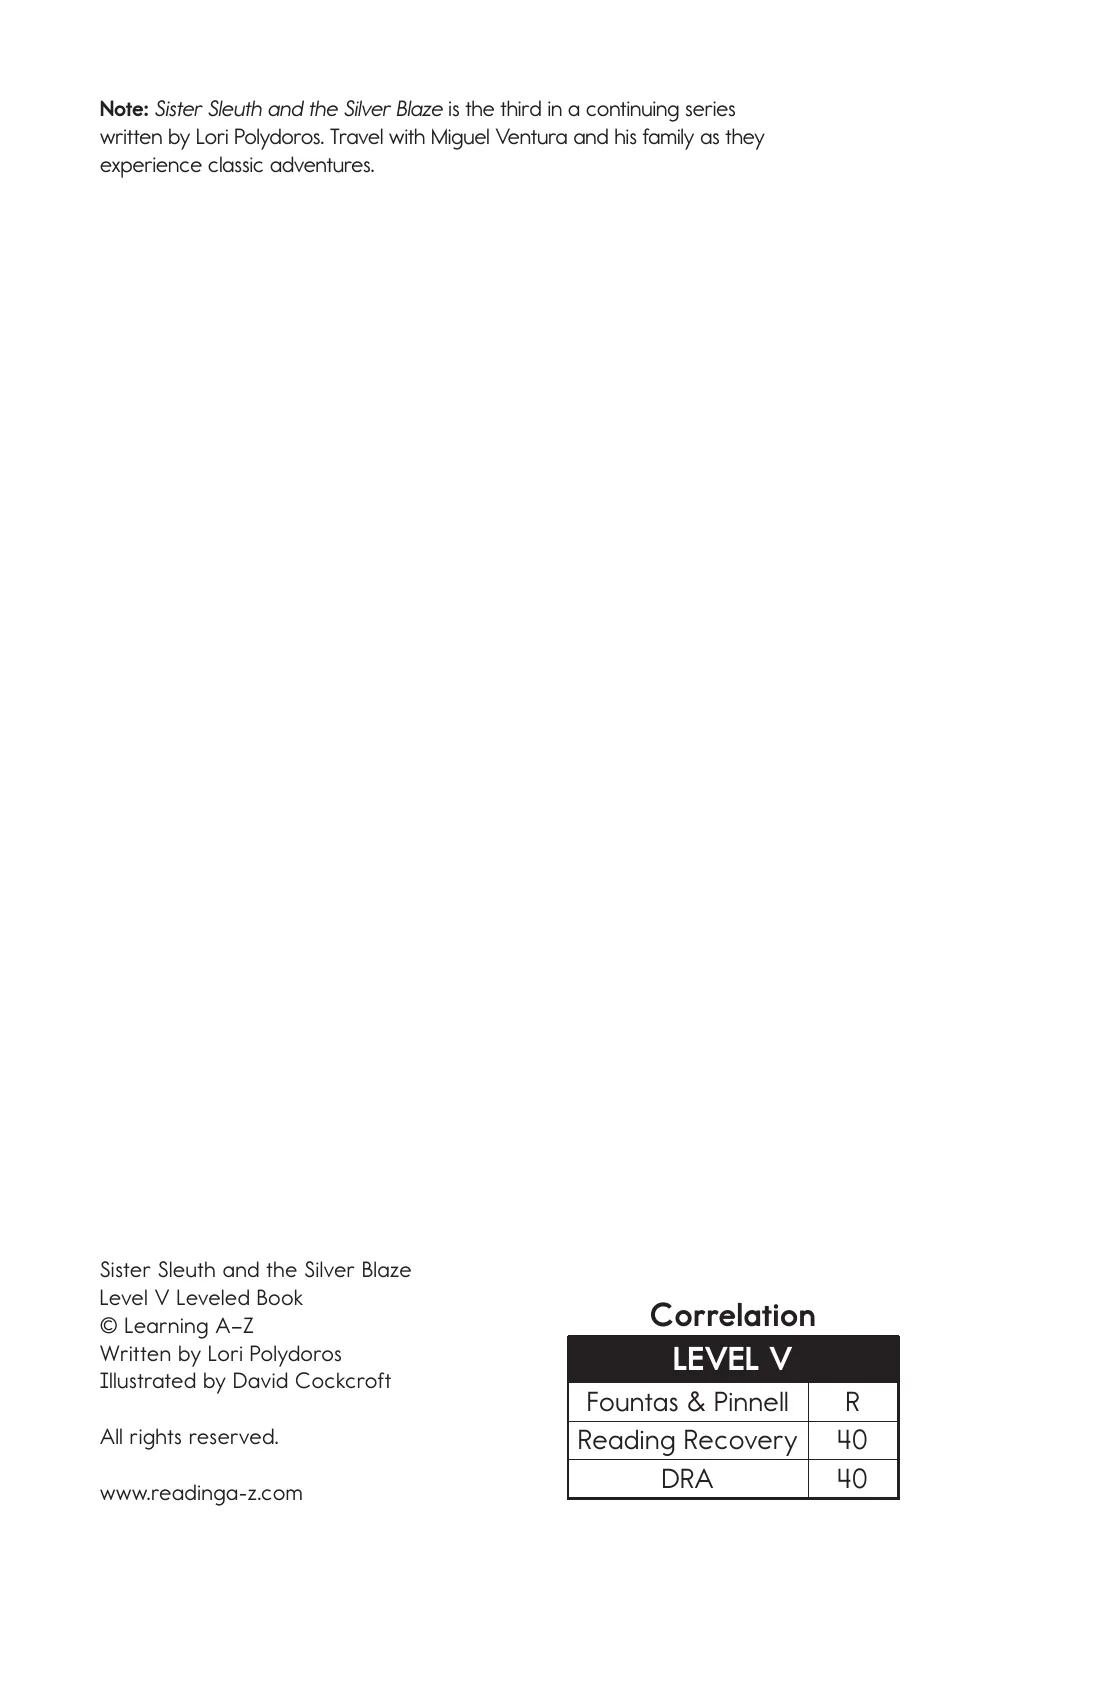 Note: Sister Sleuth and the Silver Blaze is the third in a continuing series
written by Lori Polydoros. Travel with Miguel Ventura and his family as they
experience classic adventures.
Sister Sleuth and the Silver Blaze
Level V Leveled Book
© Learning A–Z
Written by Lori Polydoros
Illustrated by David Cockcroft
All rights reserved.
www.readinga-z.com
Correlation
LEVEL V
Fountas & Pinnell R
Reading Recovery 40
DRA 40